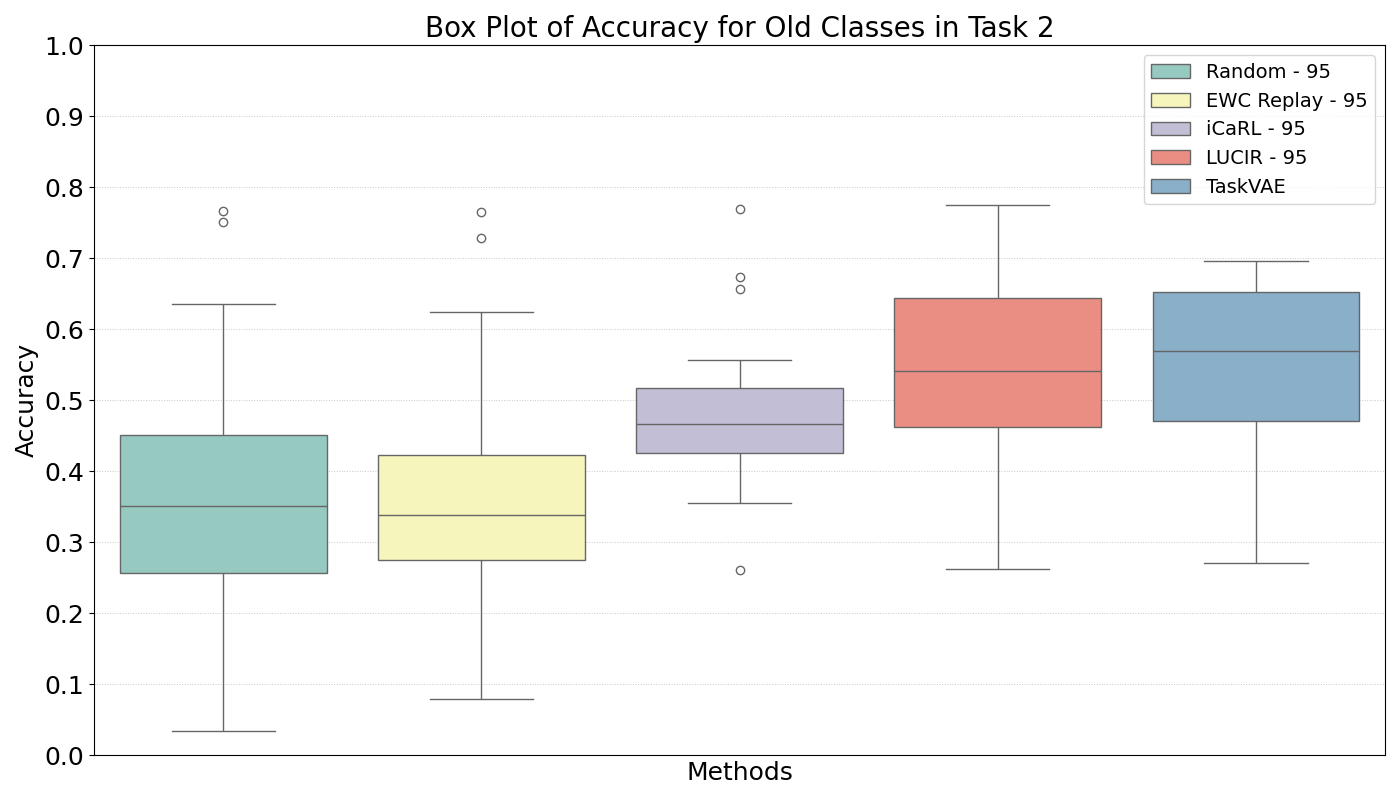 Box Plot of Accuracy for Old Classes in Task 2
1.0
0.9
0.8
0.7
0.6
0.5
0.4
0.3
0.2
0.1
0.0
Accuracy
Methods
Random - 95
EWC Replay - 95
iCaRL - 95
LUCIR - 95
TaskVAE